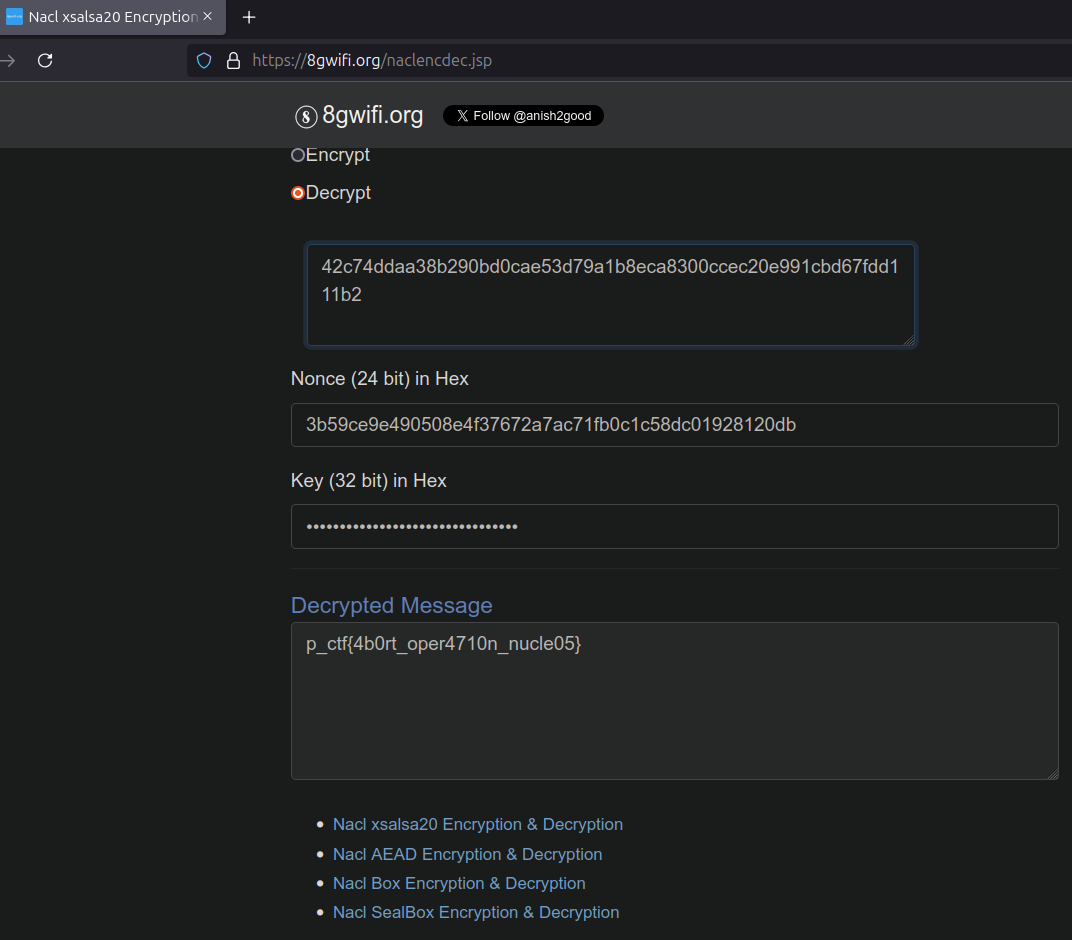 Nacl xsalsa20 Encryption
https://8gwifi.org/naclencdec.jsp
8gwifi.org
Follow @anish2good
Encrypt
Decrypt
42c74ddaa38b290bd0cae53d79a1b8eca8300ccec20e991cbd67fdd1
11b2
Nonce (24 bit) in Hex
3b59ce9e490508e4f37672a7ac71fb0c1c58dc01928120db
Key (32 bit) in Hex
Decrypted Message
p_ctf{4b0rt_oper4710n_nucle05}
Nacl xsalsa20 Encryption & Decryption
Nacl AEAD Encryption & Decryption
Nacl Box Encryption & Decryption
Nacl SealBox Encryption & Decryption